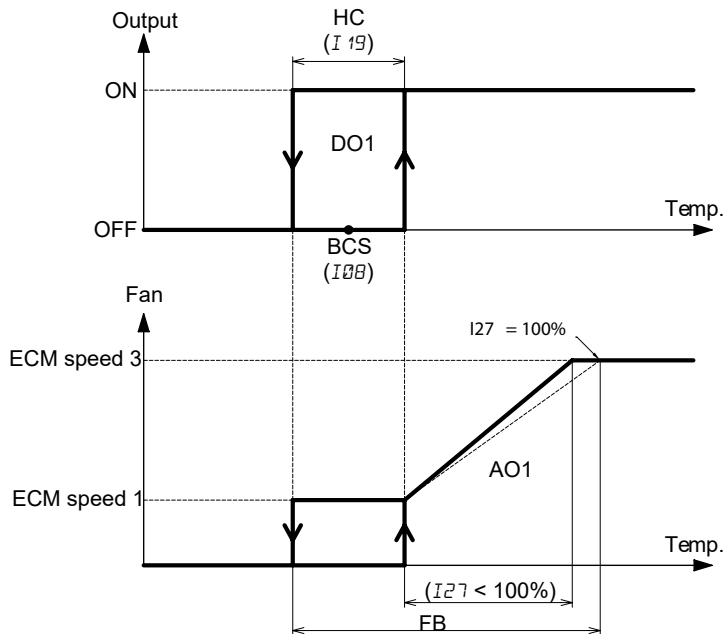 Output
HC
(I19)
ON
DO1
Temp.
OFF
BCS
(I08)
Fan
I27 = 100%
ECM speed 3
AO1
ECM speed 1
Temp.
(I27 < 100%)
FB